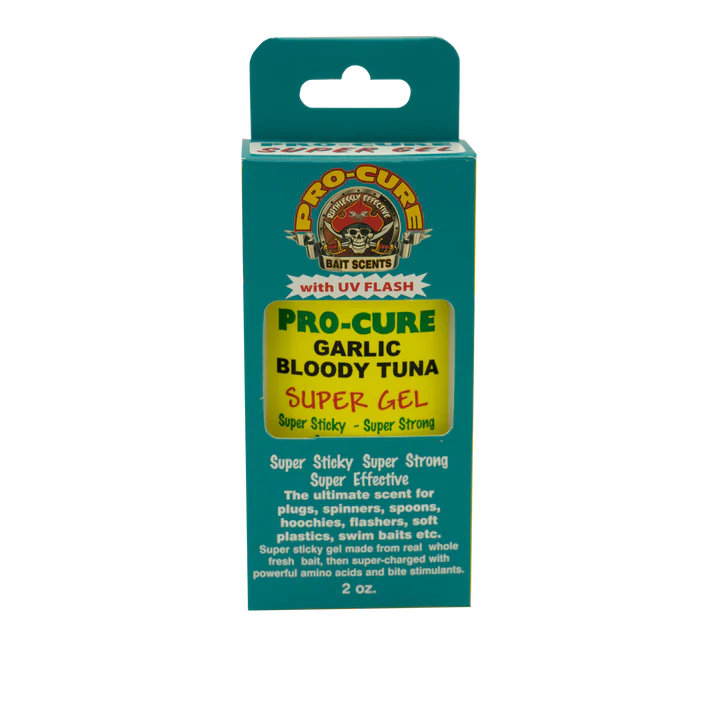 PRO-CURE
SUPER GEL
PRO-CURE
RUTHLESSLY EFFECTIVE
BAIT SCENTS
with UV FLASH
PRO-CURE
GARLIC
BLOODY TUNA
SUPER GEL
Super Sticky - Super Strong
Super Sticky Super Strong
Super Effective
The ultimate scent for
plugs, spinners, spoons,
hoochies, flashers, soft
plastics, swim baits etc.
Super sticky gel made from real whole
fresh bait, then super-charged with
powerful amino acids and bite stimulants.
2 oz.